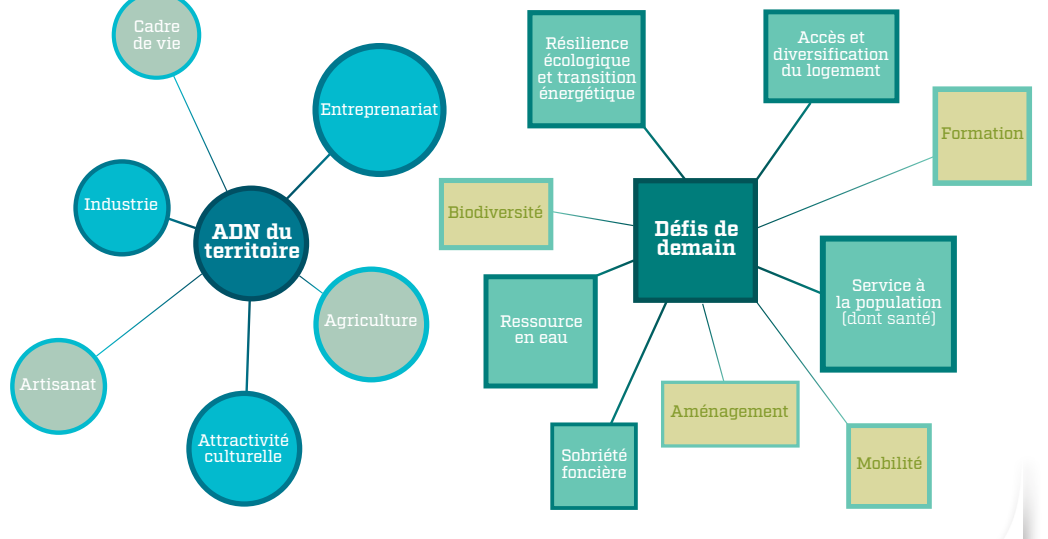 Cadre
de vie
Entreprenariat
Industrie
ADN du
territoire
Agriculture
Artisanat
Attractivité
culturelle
Résilience
écologique
et transition
énergétique
Accès et
diversification
du logement
Formation
Biodiversité
Défis de
demain
Service à
la population
(dont santé)
Ressource
en eau
Aménagement
Sobriété
foncière
Mobilité